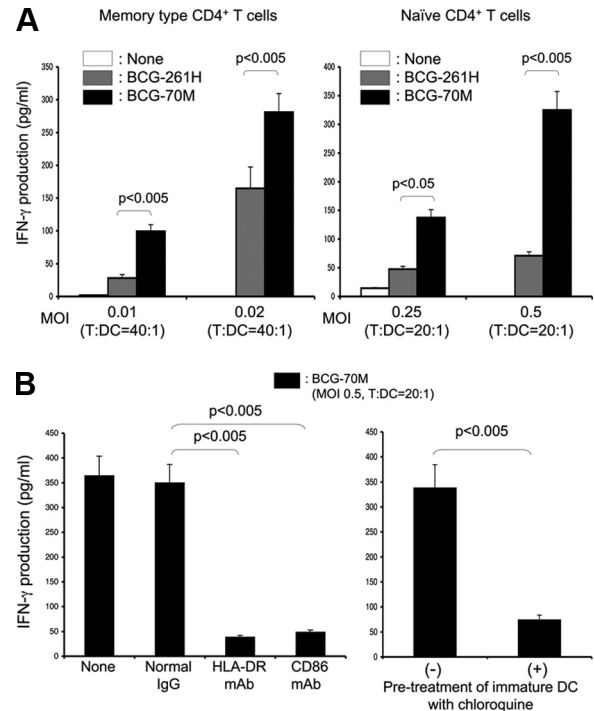 A
Memory type CD4+ T cells
Naïve CD4+ T cells
: None
: BCG-261H
: BCG-70M
p<0.005
p<0.005
IFN-γ production (pg/ml)
350
300
250
200
150
100
50
0
MOI
0.01
(T:DC=40:1)
0.02
(T:DC=40:1)
: None
: BCG-261H
: BCG-70M
p<0.005
p<0.05
400
350
300
250
200
150
100
50
0
MOI
0.25
(T:DC=20:1)
0.5
(T:DC=20:1)
B
: BCG-70M
(MOI 0.5, T:DC=20:1)
p<0.005
p<0.005
IFN-γ production (pg/ml)
450
400
350
300
250
200
150
100
50
0
None
Normal
IgG
HLA-DR
mAb
CD86
mAb
p<0.005
450
400
350
300
250
200
150
100
50
0
(-)
(+)
Pre-treatment of immature DC
with chloroquine